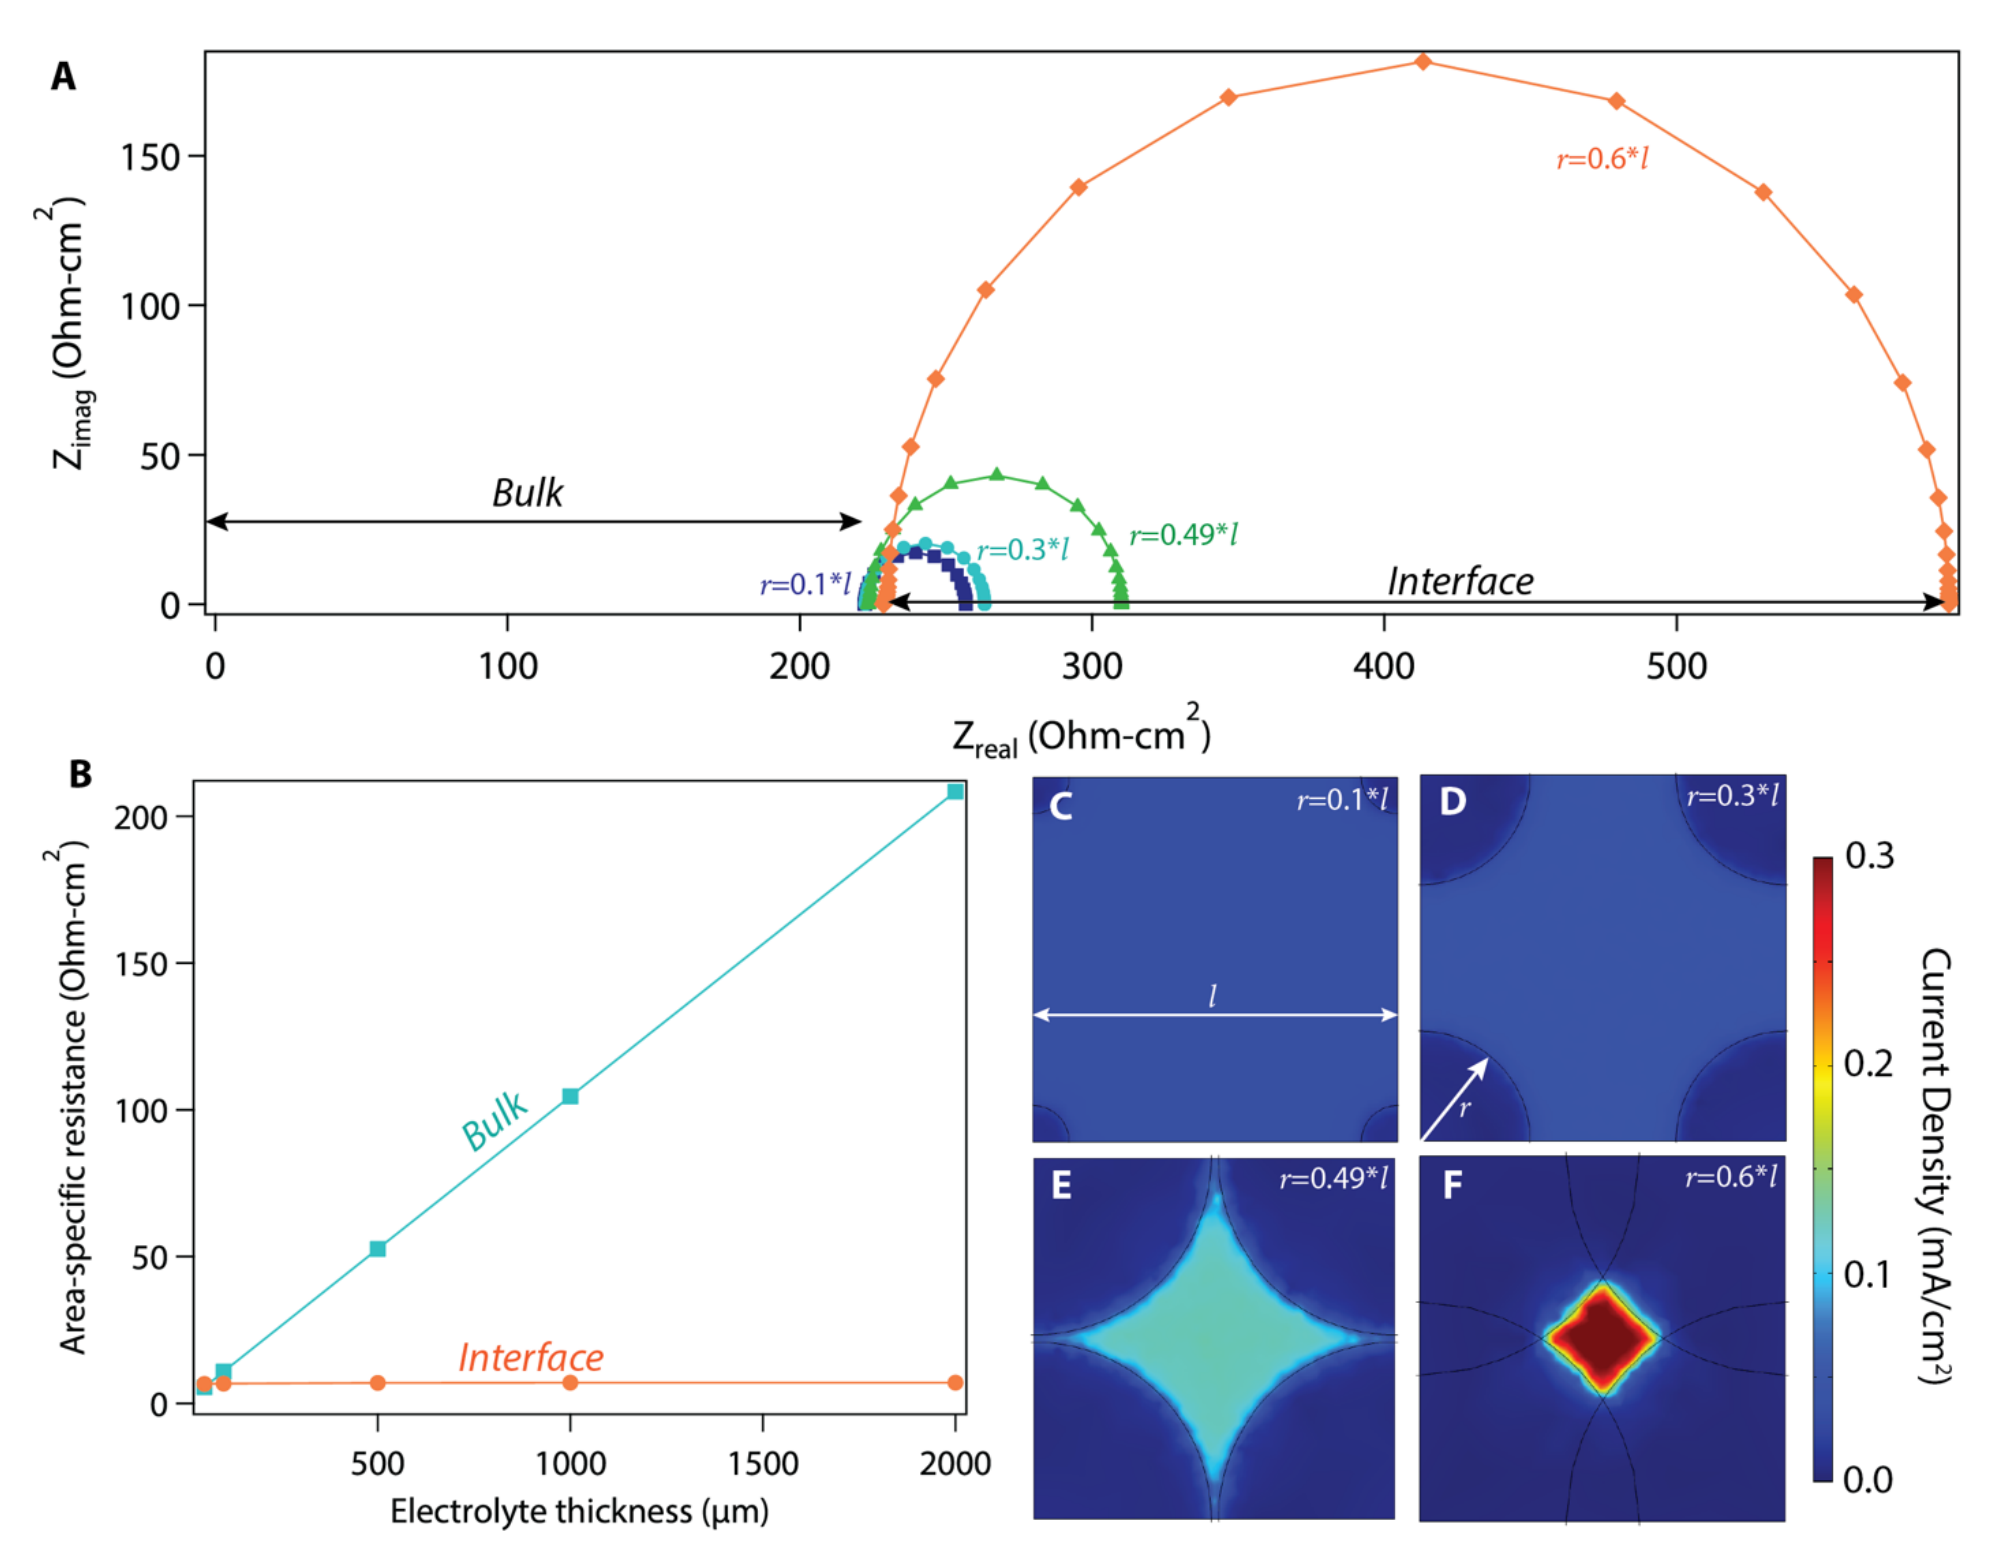 A
Z_imag (Ohm-cm²)
150
100
50
0
r=0.6*l
Bulk
r=0.49*l
r=0.3*l
r=0.1*l
Interface
0 100 200 300 400 500
Z_real (Ohm-cm²)
B
Area-specific resistance (Ohm-cm²)
200
150
100
50
0
Bulk
Interface
500 1000 1500 2000
Electrolyte thickness (μm)
C r=0.1*l
l
D r=0.3*l
r
E r=0.49*l
F r=0.6*l
0.3
0.2
0.1
0.0
Current Density (mA/cm²)